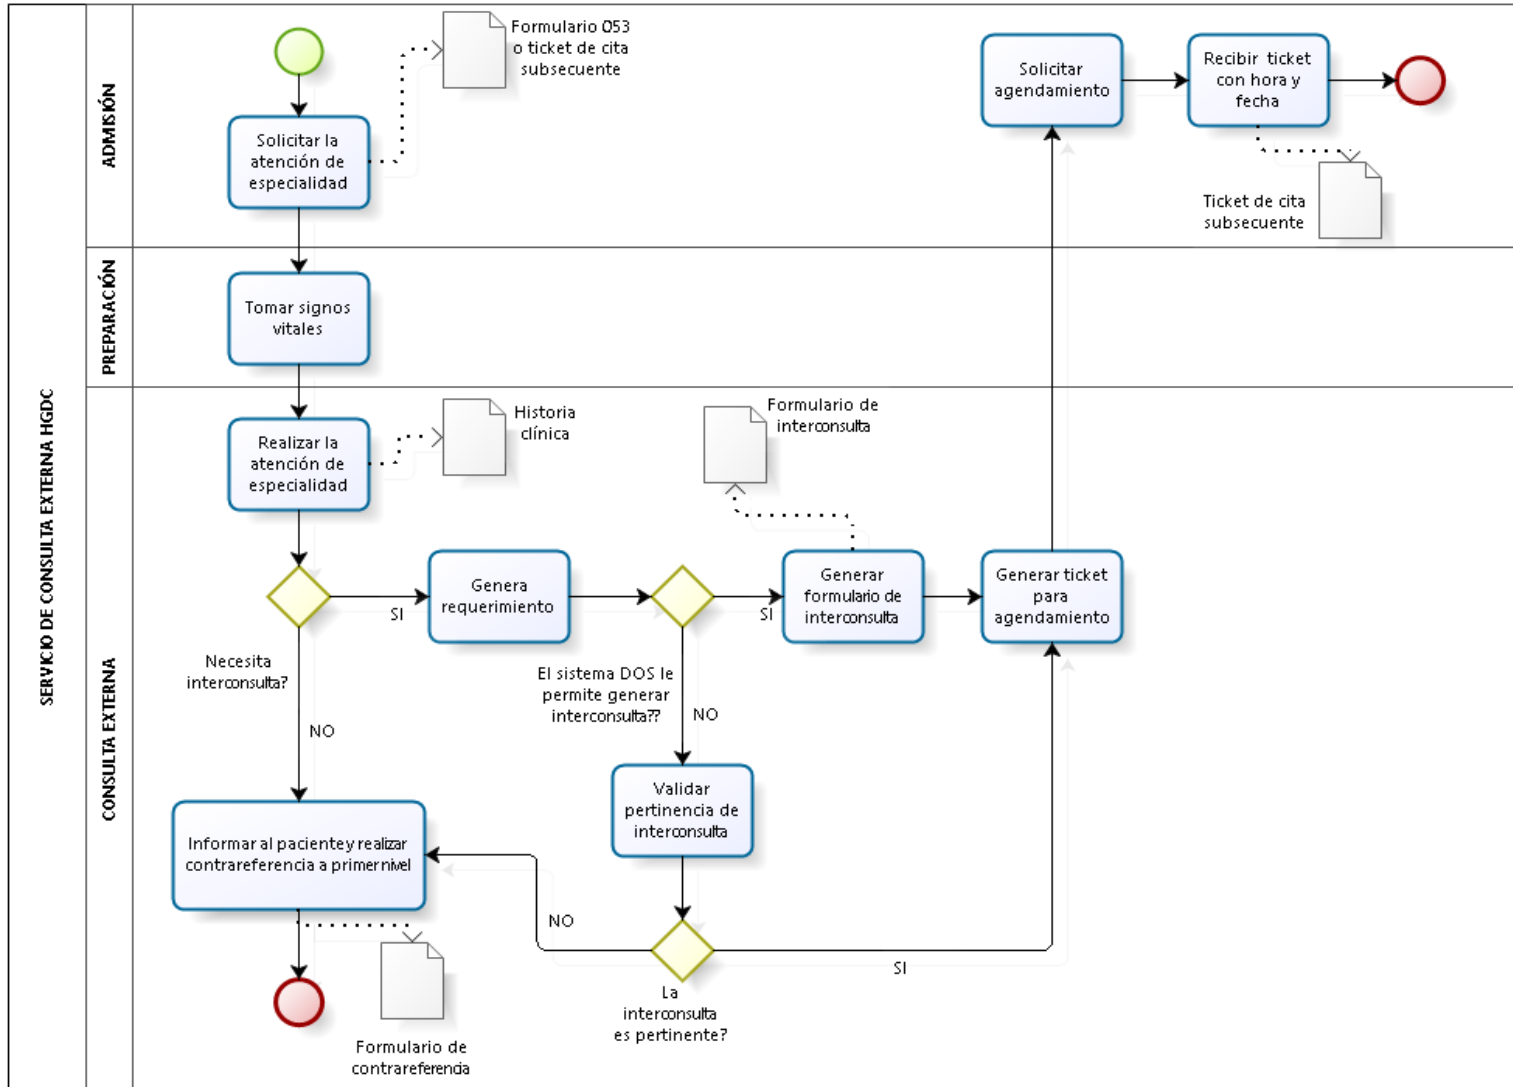 SERVICIO DE CONSULTA EXTERNA HGDC
ADMISIÓN
Formulario 053
o ticket de cita
subsecuente
Solicitar la
atención de
especialidad
Solicitar
agendamiento
Recibir ticket
con hora y
fecha
Ticket de cita
subsecuente
PREPARACIÓN
Tomar signos
vitales
CONSULTA EXTERNA
Realizar la
atención de
especialidad
Historia
clínica
Formulario de
interconsulta
SI
Genera
requerimiento
SI
Generar
formulario de
interconsulta
Generar ticket
para
agendamiento
Necesita
interconsulta?
NO
El sistema DOS le
permite generar
interconsulta??
NO
Validar
pertinencia de
interconsulta
Informar al paciente y realizar
contrareferencia a primer nivel
NO
SI
La
interconsulta
es pertinente?
Formulario de
contrareferencia